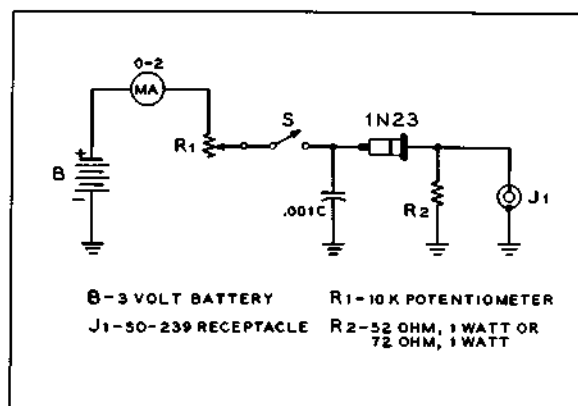 0-2
MA
S
1N23
R1
+
B
-
.001C
R2
J1
B-3 VOLT BATTERY
R1-10K POTENTIOMETER
J1-SO-239 RECEPTACLE
R2-52 OHM, 1 WATT OR
72 OHM, 1 WATT